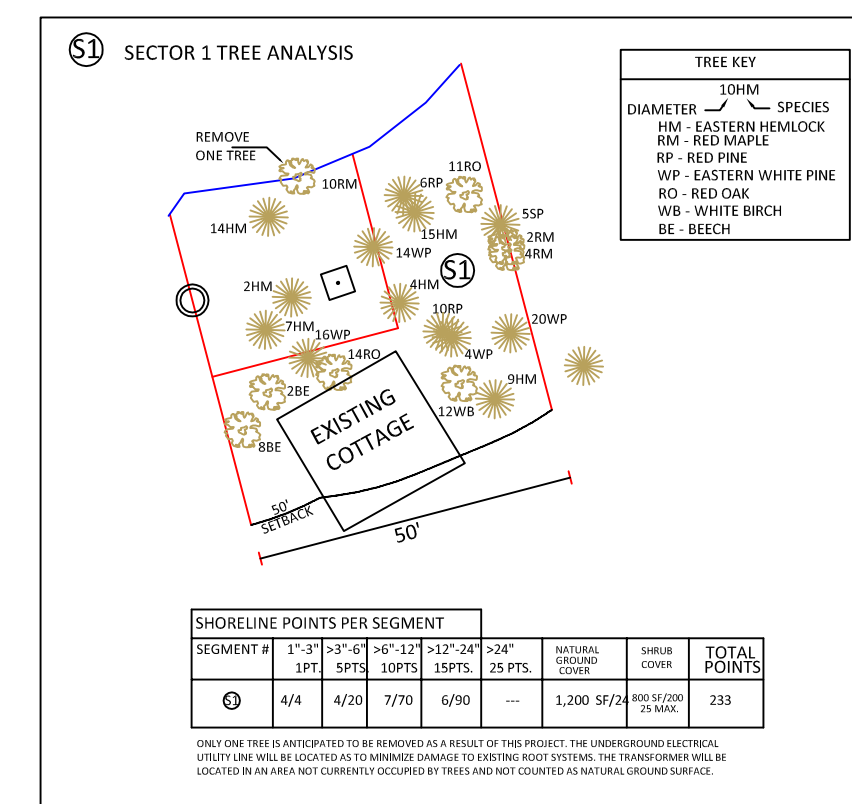 S1 SECTOR 1 TREE ANALYSIS
TREE KEY
10HM
DIAMETER SPECIES
HM - EASTERN HEMLOCK
RM - RED MAPLE
RP - RED PINE
WP - EASTERN WHITE PINE
RO - RED OAK
WB - WHITE BIRCH
BE - BEECH
REMOVE
ONE TREE
10RM
11RO
6RP
14HM
15HM
5SP
2RM
4RM
14WP
S1
2HM
4HM
10RP
20WP
7HM
16WP
14RO
4WP
9HM
2BE
12WB
8BE
EXISTING
COTTAGE
50'
SETBACK
50'
SHORELINE POINTS PER SEGMENT
SEGMENT # 1"-3" >3"-6" >6"-12" >12"-24" >24" NATURAL GROUND COVER SHRUB COVER TOTAL POINTS
1PT. 5PTS. 10PTS 15PTS. 25 PTS.
S1 4/4 4/20 7/70 6/90 --- 1,200 SF/24 800 SF/200 233
25 MAX.
ONLY ONE TREE IS ANTICIPATED TO BE REMOVED AS A RESULT OF THIS PROJECT. THE UNDERGROUND ELECTRICAL
UTILITY LINE WILL BE LOCATED AS TO MINIMIZE DAMAGE TO EXISTING ROOT SYSTEMS. THE TRANSFORMER WILL BE
LOCATED IN AN AREA NOT CURRENTLY OCCUPIED BY TREES AND NOT COUNTED AS NATURAL GROUND SURFACE.